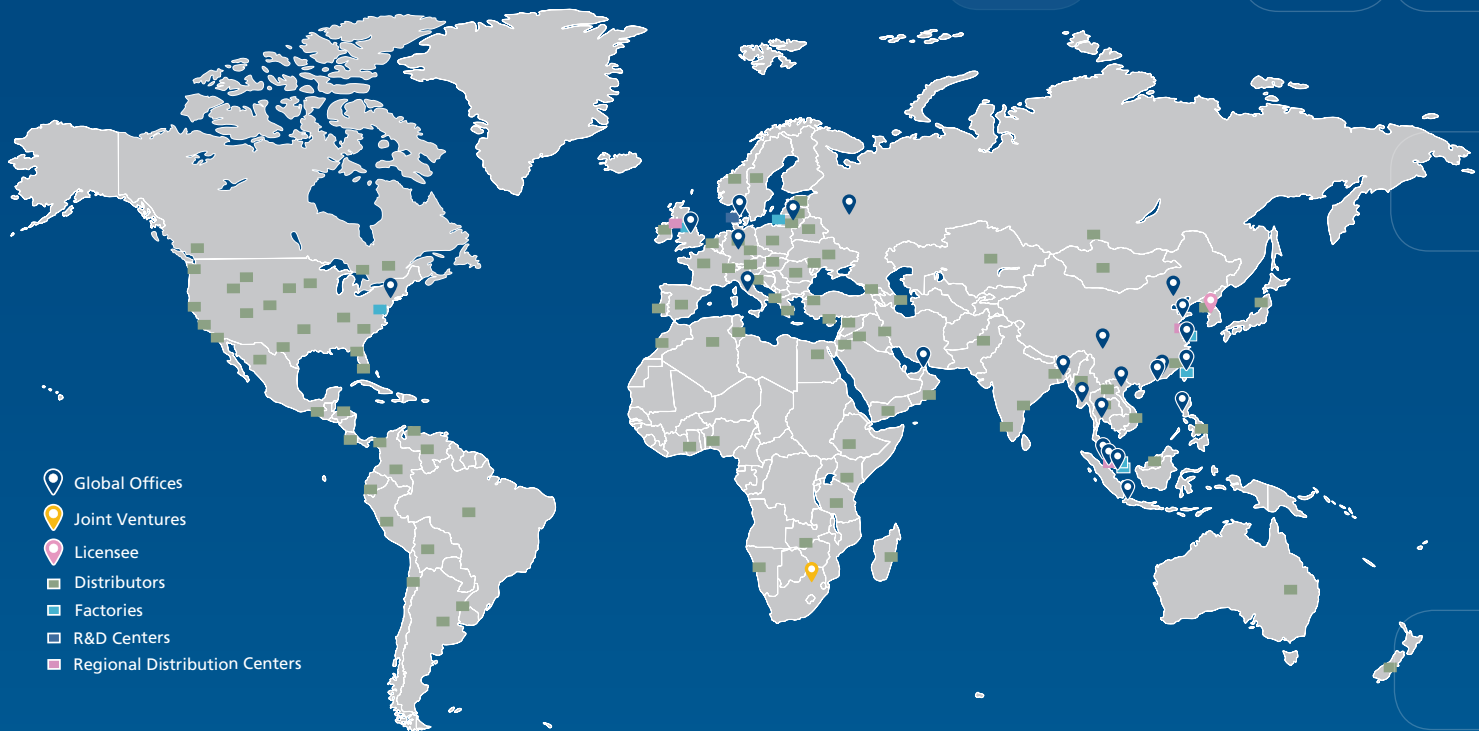 Global Offices
Joint Ventures
Licensee
Distributors
Factories
R&D Centers
Regional Distribution Centers